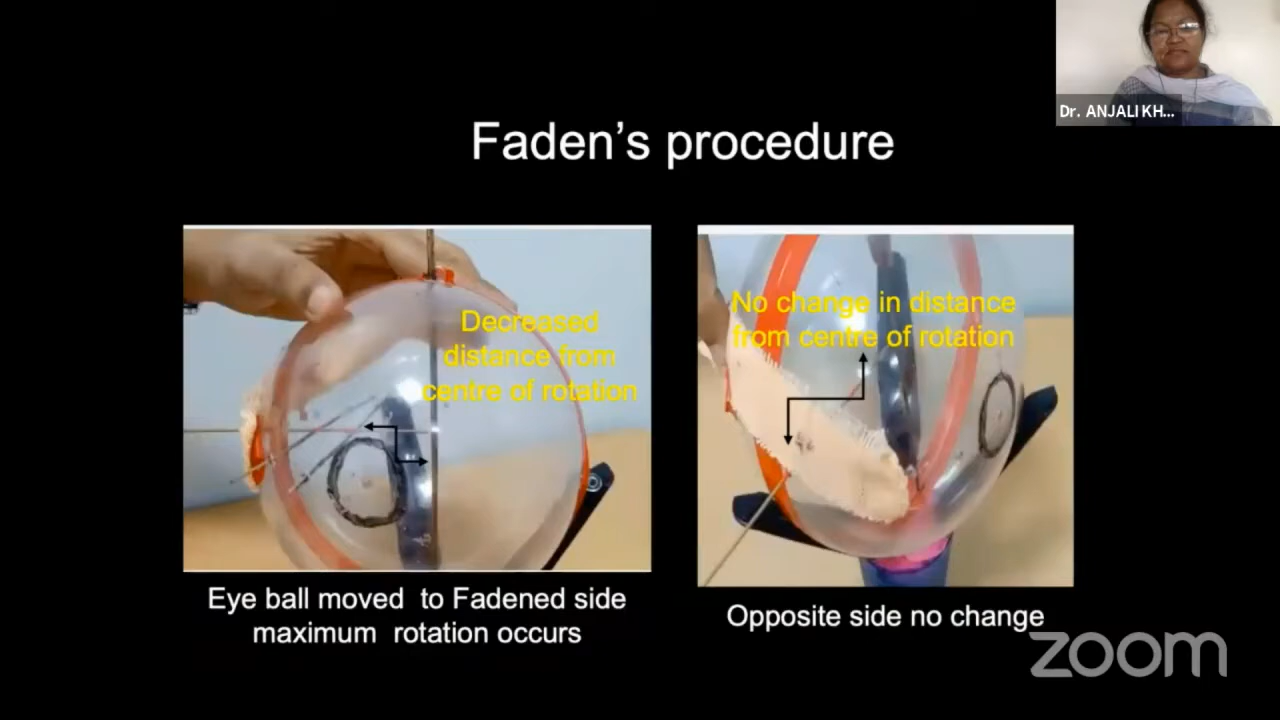 Dr. ANJALI KH...
Faden's procedure
Decreased
distance from
centre of rotation
No change in distance
from centre of rotation
Eye ball moved to Fadened side
maximum rotation occurs
Opposite side no change
zoom